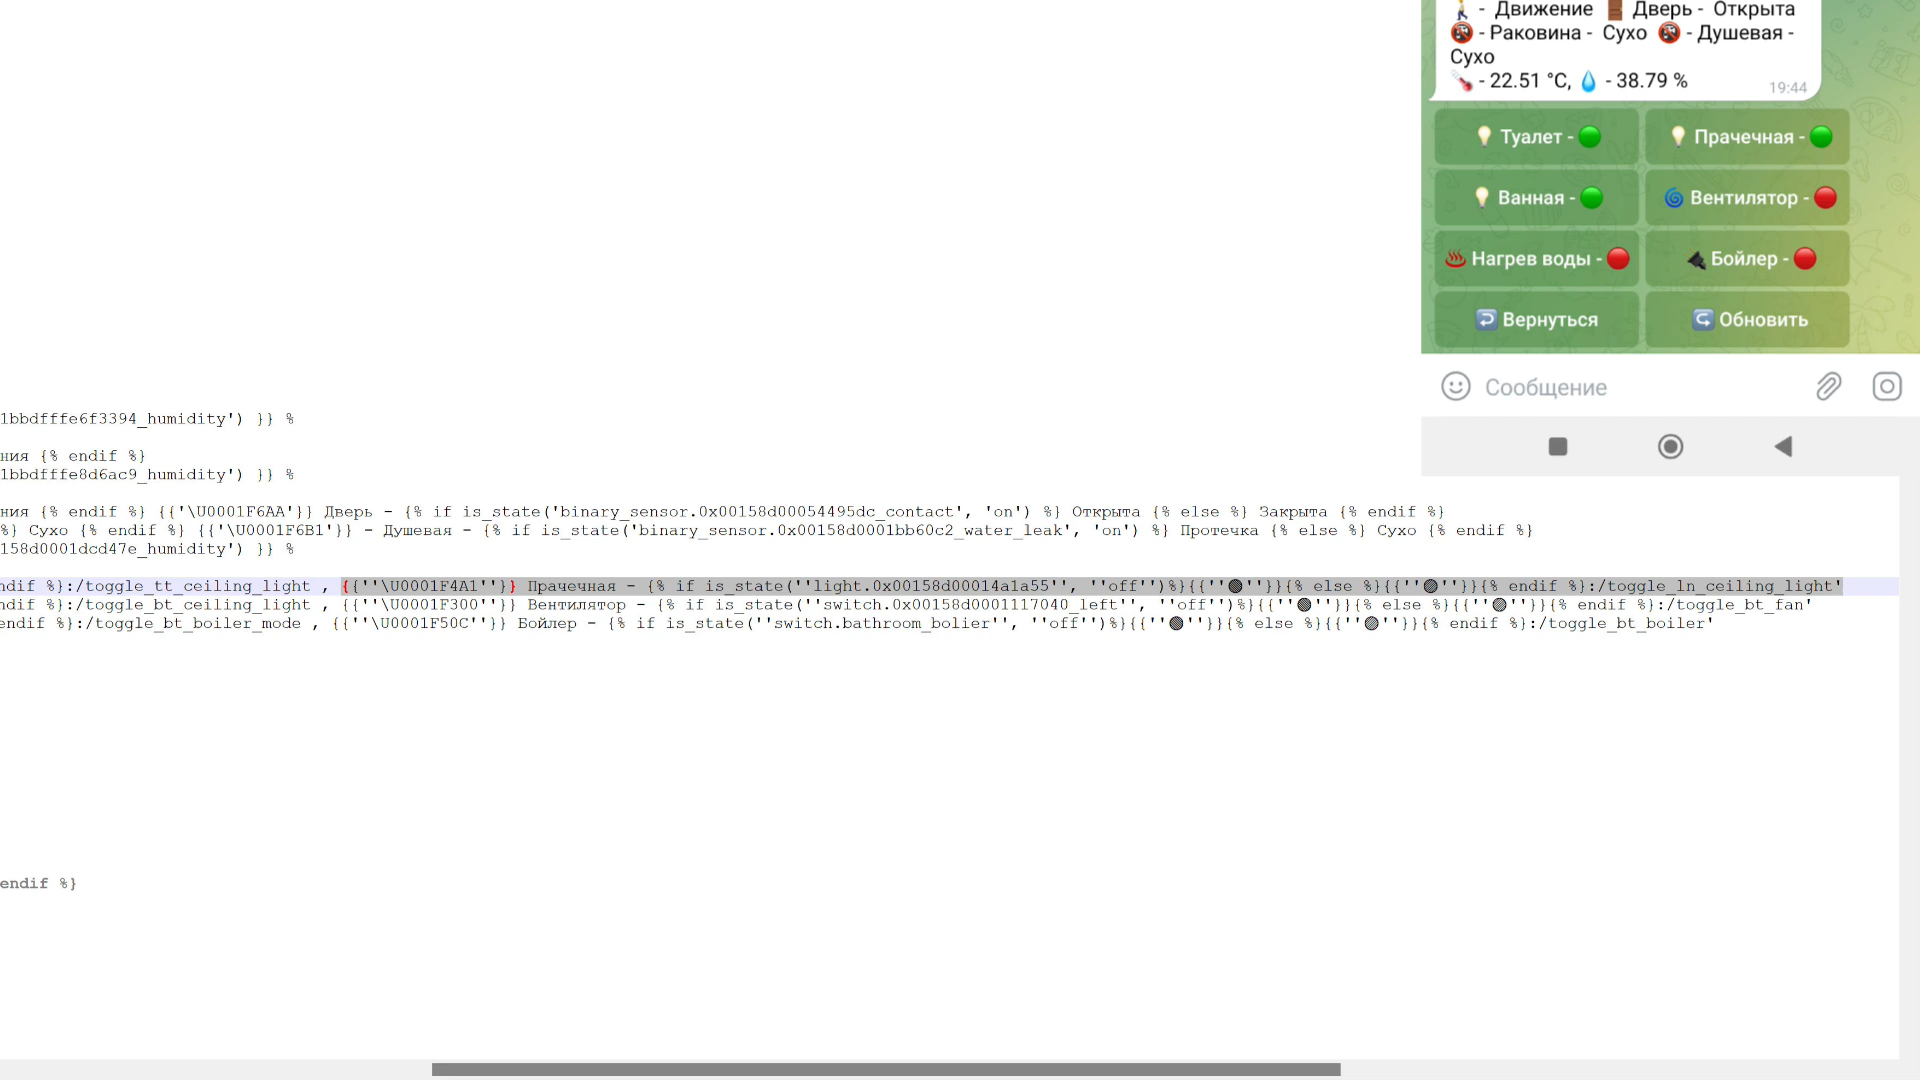 🚶 - Движение 🚪 Дверь - Открыта
🚱 - Раковина - Сухо 🚱 - Душевая -
Сухо
🌡 - 22.51 °C, 💧 - 38.79 %
19:44
💡 Туалет - 🟢
💡 Прачечная - 🟢
💡 Ванная - 🟢
🌀 Вентилятор - 🔴
♨️ Нагрев воды - 🔴
🔌 Бойлер - 🔴
↩️ Вернуться
↪️ Обновить
Сообщение
1bbdfffe6f3394_humidity') }} %
ния {% endif %}
1bbdfffe8d6ac9_humidity') }} %
ния {% endif %} {{'\U0001F6AA'}} Дверь - {% if is_state('binary_sensor.0x00158d00054495dc_contact', 'on') %} Открыта {% else %} Закрыта {% endif %}
%} Сухо {% endif %} {{'\U0001F6B1'}} - Душевая - {% if is_state('binary_sensor.0x00158d0001bb60c2_water_leak', 'on') %} Протечка {% else %} Сухо {% endif %}
158d0001dcd47e_humidity') }} %
ndif %}:/toggle_tt_ceiling_light , {{''\U0001F4A1''}} Прачечная - {% if is_state(''light.0x00158d00014a1a55'', ''off'')%}{{''🔴''}}{% else %}{{''🟢''}}{% endif %}:/toggle_ln_ceiling_light'
ndif %}:/toggle_bt_ceiling_light , {{''\U0001F300''}} Вентилятор - {% if is_state(''switch.0x00158d0001117040_left'', ''off'')%}{{''🔴''}}{% else %}{{''🟢''}}{% endif %}:/toggle_bt_fan'
endif %}:/toggle_bt_boiler_mode , {{''\U0001F50C''}} Бойлер - {% if is_state(''switch.bathroom_bolier'', ''off'')%}{{''🔴''}}{% else %}{{''🟢''}}{% endif %}:/toggle_bt_boiler'
endif %}